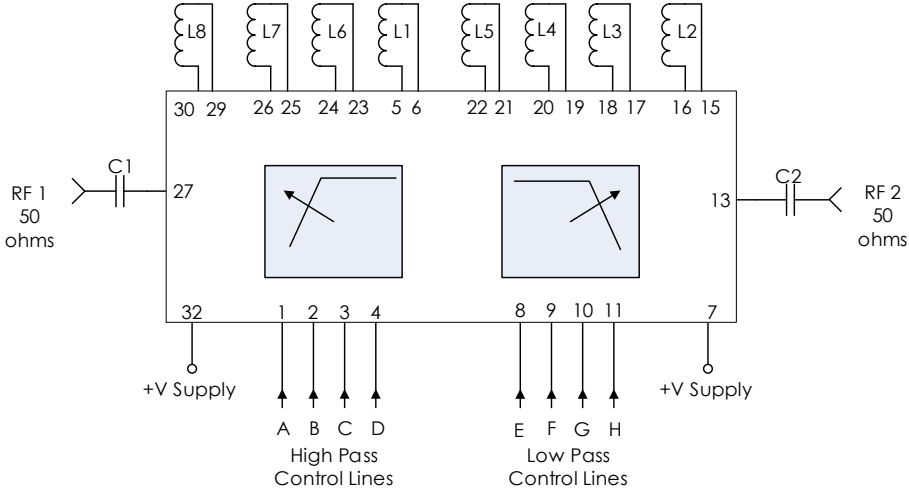 L8 L7 L6 L1 L5 L4 L3 L2
30 29 26 25 24 23 5 6 22 21 20 19 18 17 16 15
C1
C2
RF 1
50
ohms
27
13
RF 2
50
ohms
32 1 2 3 4 8 9 10 11 7
+V Supply
+V Supply
A B C D
E F G H
High Pass
Control Lines
Low Pass
Control Lines